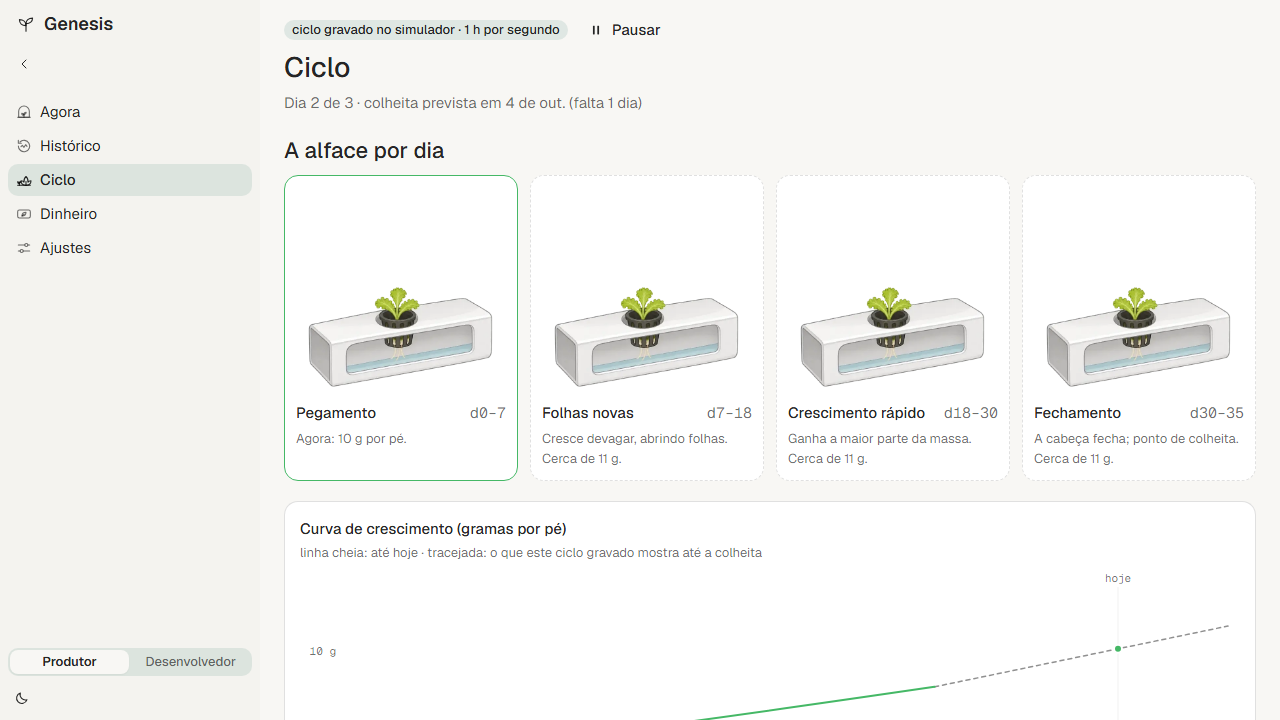 Genesis
Agora
Histórico
Ciclo
Dinheiro
Ajustes
Produtor
Desenvolvedor
ciclo gravado no simulador · 1 h por segundo
Pausar
Ciclo
Dia 2 de 3 · colheita prevista em 4 de out. (falta 1 dia)
A alface por dia
Pegamento d0–7
Agora: 10 g por pé.
Folhas novas d7–18
Cresce devagar, abrindo folhas.
Cerca de 11 g.
Crescimento rápido d18–30
Ganha a maior parte da massa.
Cerca de 11 g.
Fechamento d30–35
A cabeça fecha; ponto de colheita.
Cerca de 11 g.
Curva de crescimento (gramas por pé)
linha cheia: até hoje · tracejada: o que este ciclo gravado mostra até a colheita
hoje
10 g